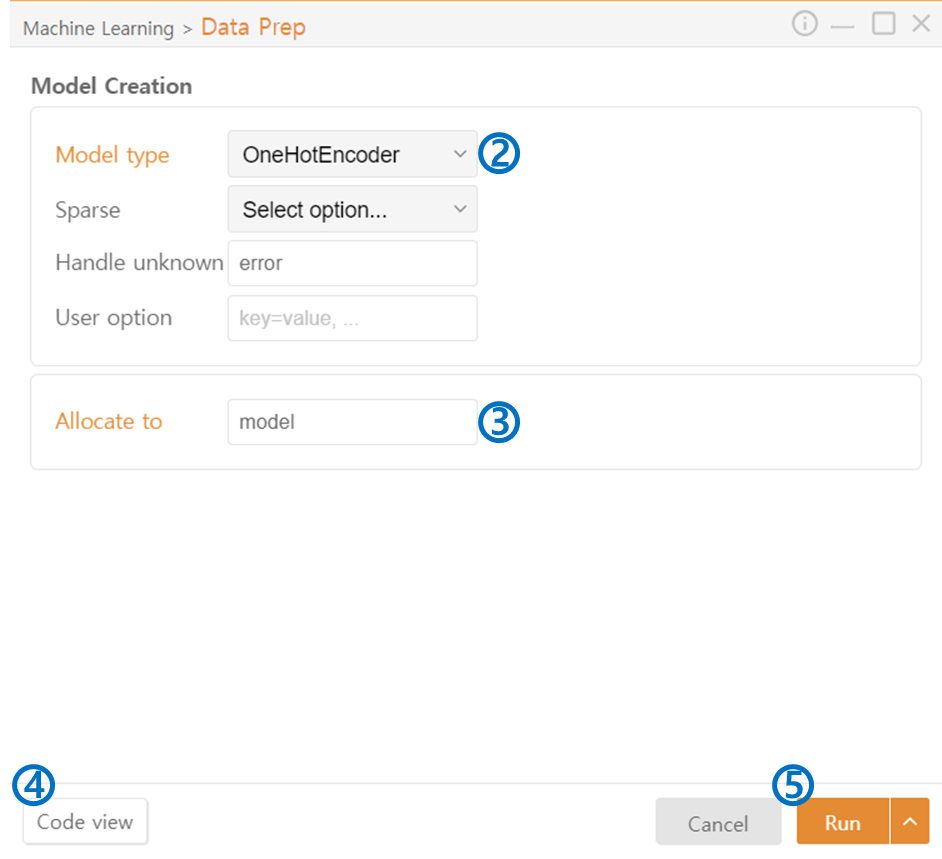 Machine Learning > Data Prep
Model Creation
Model type OneHotEncoder ②
Sparse Select option...
Handle unknown error
User option key=value, ...
Allocate to model ③
④ ⑤
Code view Cancel Run